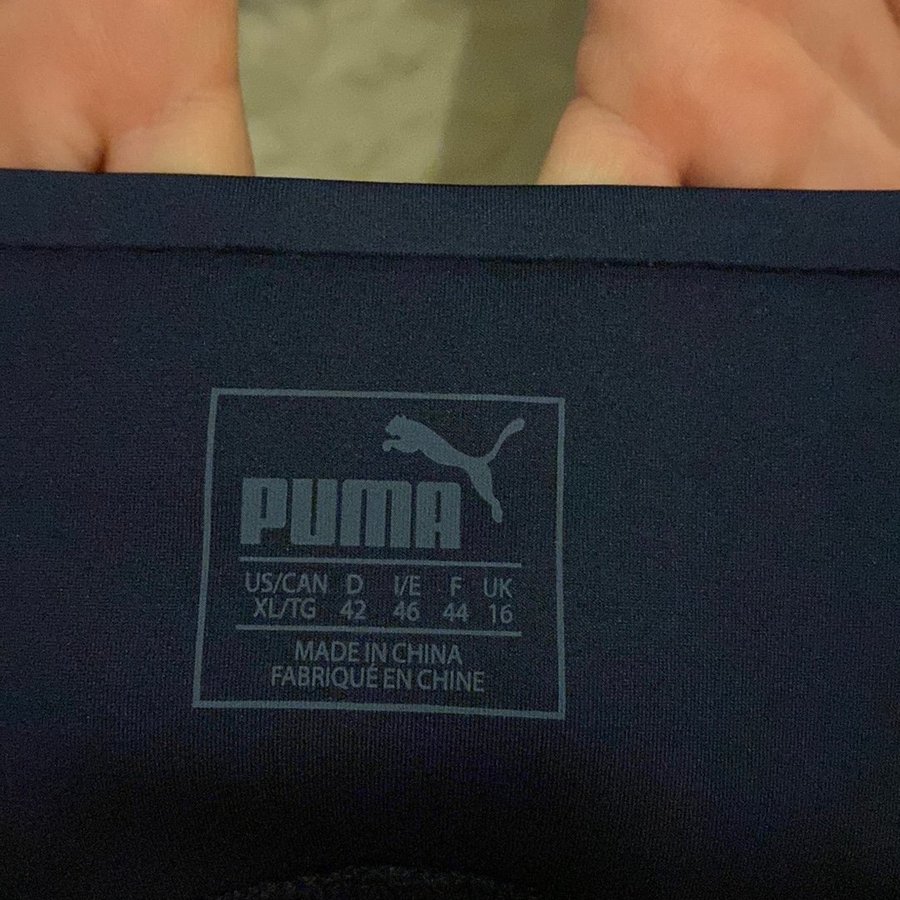 PUMA
US/CAN D I/E F UK
XL/TG 42 46 44 16
MADE IN CHINA
FABRIQUÉ EN CHINE